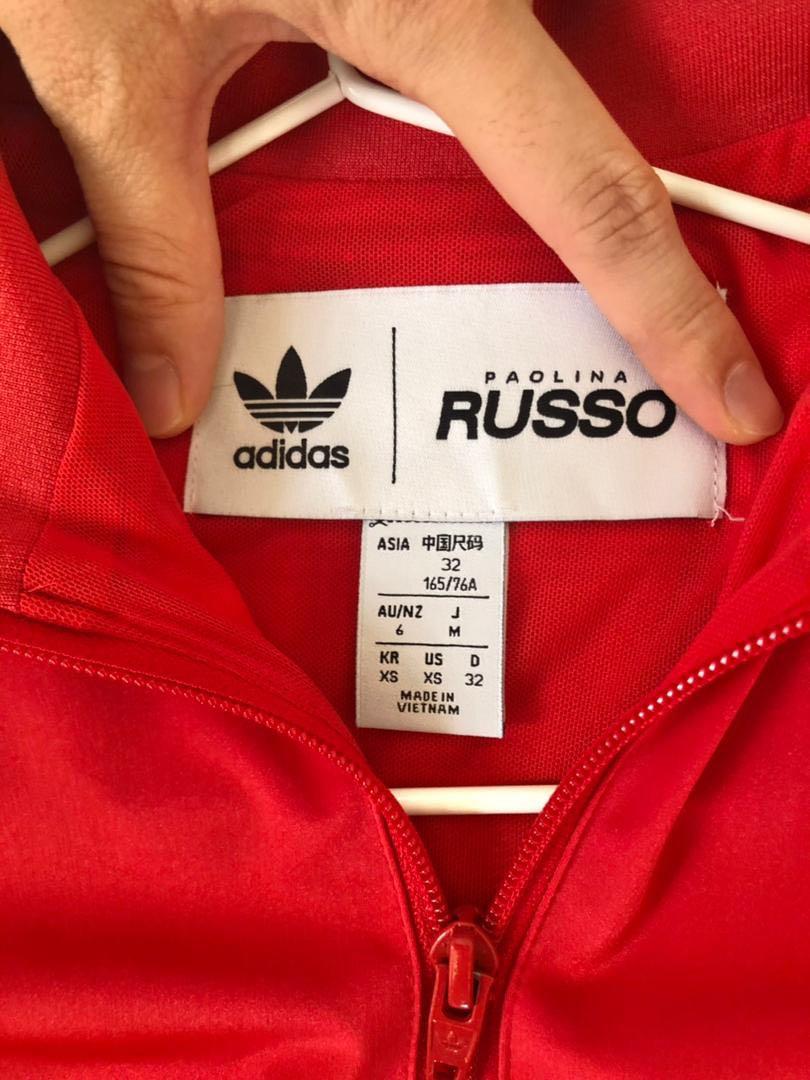 adidas
PAOLINA
RUSSO
ASIA 中国尺码
32
165/76A
AU/NZ J
6 M
KR US D
XS XS 32
MADE IN
VIETNAM